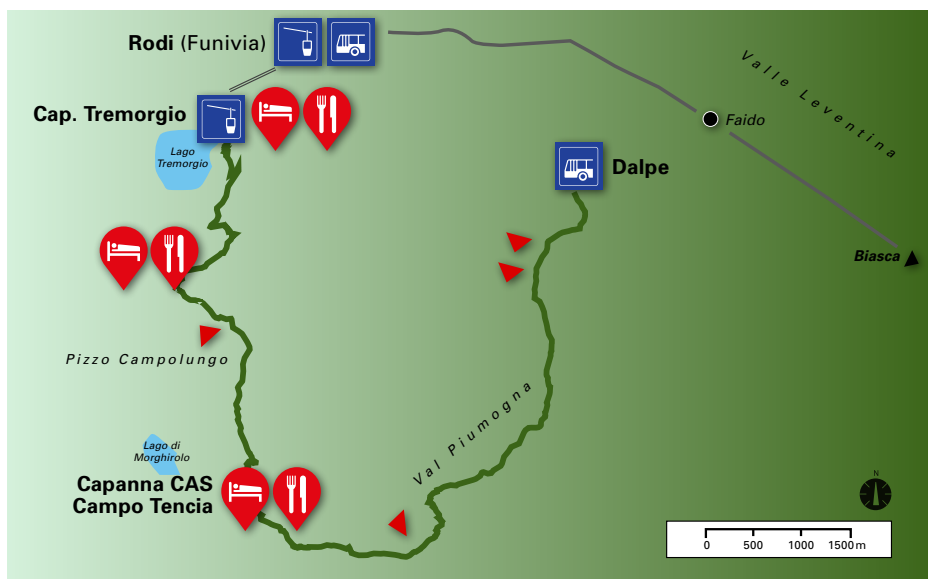 Rodi (Funivia)
Cap. Tremorgio
Lago
Tremorgio
Valle Leventina
Faido
Dalpe
Biasca
Pizzo Campolungo
Val Piumogna
Lago di
Morghirolo
Capanna CAS
Campo Tencia
N
0 500 1000 1500 m